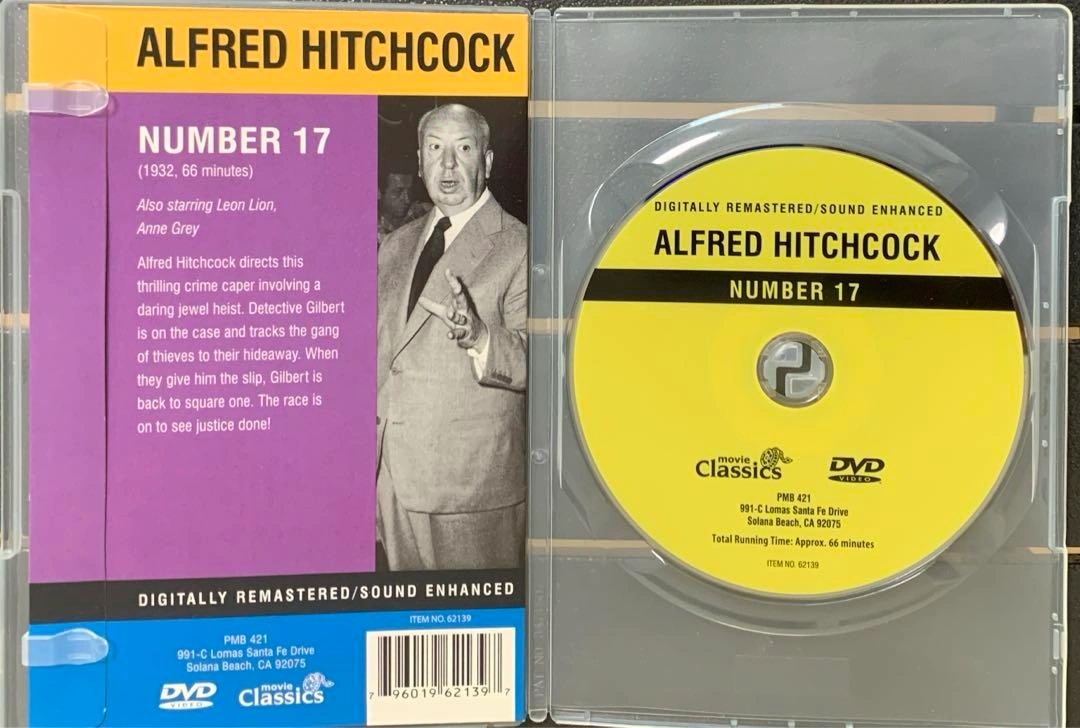 ALFRED HITCHCOCK
NUMBER 17
(1932, 66 minutes)
Also starring Leon Lion,
Anne Grey
Alfred Hitchcock directs this
thrilling crime caper involving a
daring jewel heist. Detective Gilbert
is on the case and tracks the gang
of thieves to their hideaway. When
they give him the slip, Gilbert is
back to square one. The race is
on to see justice done!
DIGITALLY REMASTERED/SOUND ENHANCED
ITEM NO. 62139
PMB 421
991-C Lomas Santa Fe Drive
Solana Beach, CA 92075
DVD
VIDEO
movie
Classics
7 96019 62139 7
DIGITALLY REMASTERED/SOUND ENHANCED
ALFRED HITCHCOCK
NUMBER 17
movie
Classics
DVD
VIDEO
PMB 421
991-C Lomas Santa Fe Drive
Solana Beach, CA 92075
Total Running Time: Approx. 66 minutes
ITEM NO. 62139